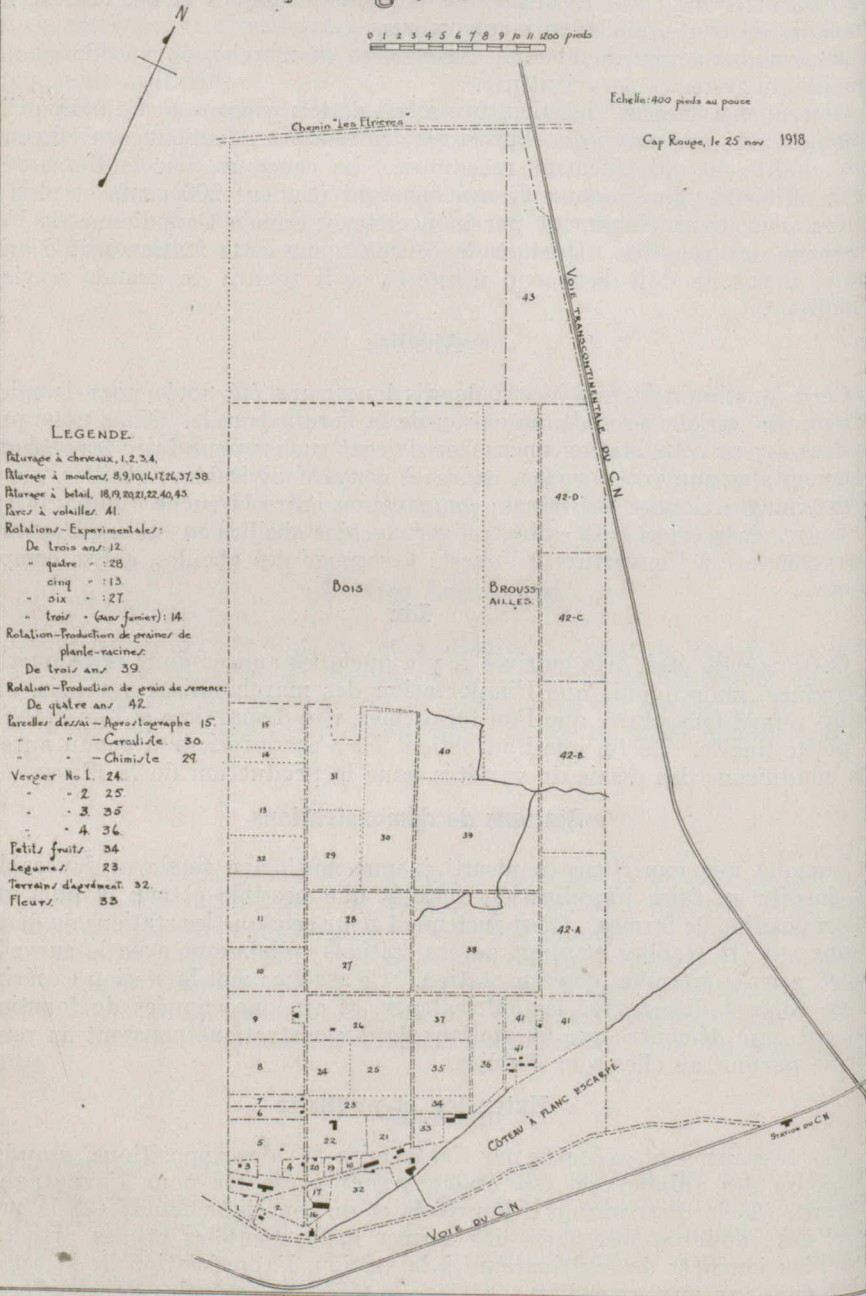 N
0 1 2 3 4 5 6 7 8 9 10 11 1200 pieds
Echelle: 400 pieds au pouce
Cap Rouge, le 25 nov 1918
Chemin "Les Etrieres"
VOIE TRANSCONTINENTALE DU CN
43
LEGENDE
Pâturage à chevaux, 1, 2, 3, 4,
Pâturage à moutons, 8, 9, 10, 16, 17, 26, 37, 38.
Pâturage à betail, 18, 19, 20, 21, 22, 40, 43.
Parcs à volailles. 41.
Rotations-Experimentales:
De trois ans: 12.
" quatre " : 28.
cinq " : 13.
" six " : 27.
" trois " (sans fumier): 14.
Rotation-Production de graines de
plante-racines:
De trois ans 39.
Rotation-Production de grain de semence:
De quatre ans 42.
Parcelles d'essai - Agrostographe 15.
" " - Cerealiste. 30.
" " - Chimiste 29.
Verger No 1. 24.
" " 2. 25
" " 3. 35
" " 4. 36.
Petits fruits 34
Legumes. 23
Terrains d'agrément. 32.
Fleurs. 33
42-D
BOIS
BROUSS
AILLES.
42-C
15
14
31
40
42-B
13
30
39
32
29
11
28
42-A
38
10
27
9
26
37
41
41
41
8
24
25
35
36
7
23
34
6
5
22
21
33
CÔTEAU À FLANC ESCARPÉ
Station du CN
3
4
20
19
18
17
32
1
2
16
VOIE DU CN